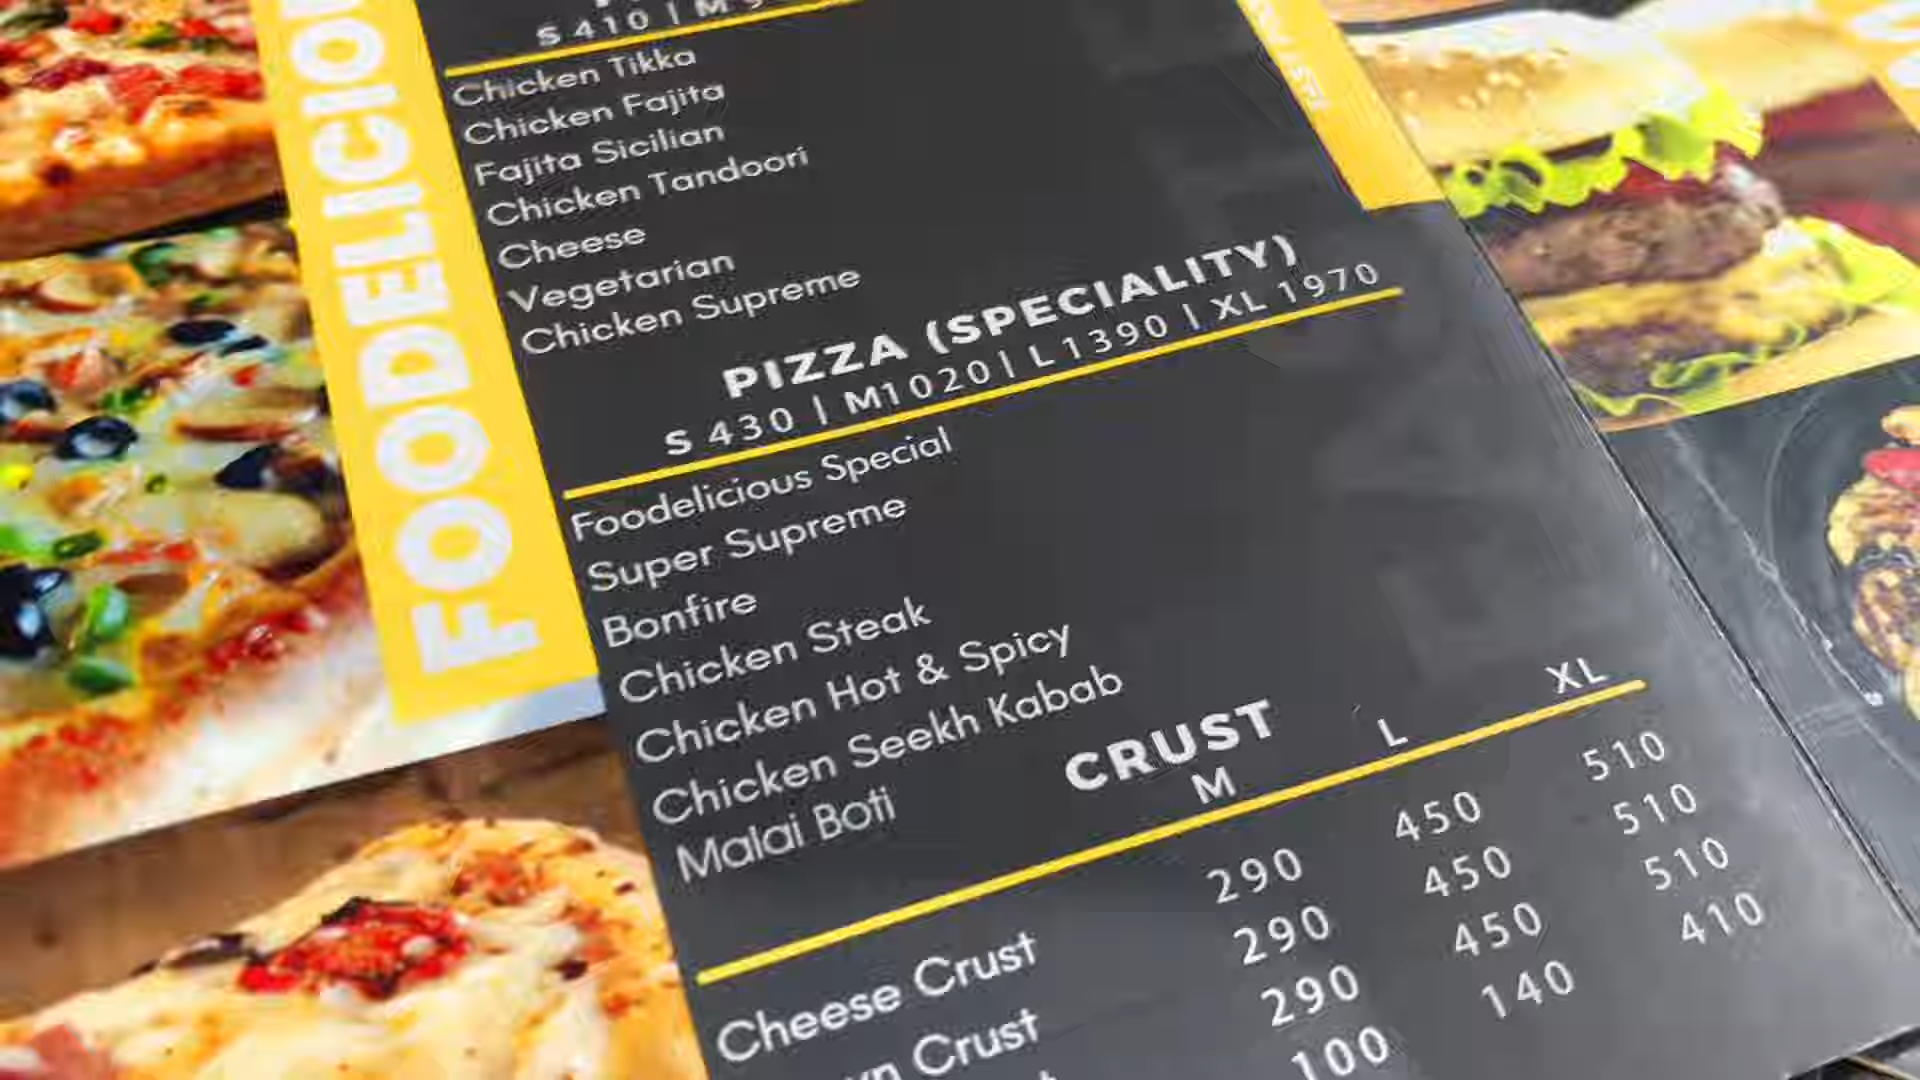 FOODELICIOU
S 410 | M
Chicken Tikka
Chicken Fajita
Fajita Sicilian
Chicken Tandoori
Cheese
Vegetarian
Chicken Supreme
PIZZA (SPECIALITY)
S 430 | M1020 | L 1390 | XL 1970
Foodelicious Special
Super Supreme
Bonfire
Chicken Steak
Chicken Hot & Spicy
Chicken Seekh Kabab
Malai Boti
CRUST
M L XL
Cheese Crust 290 450 510
Crust 290 450 510
290 450 510
100 140 410